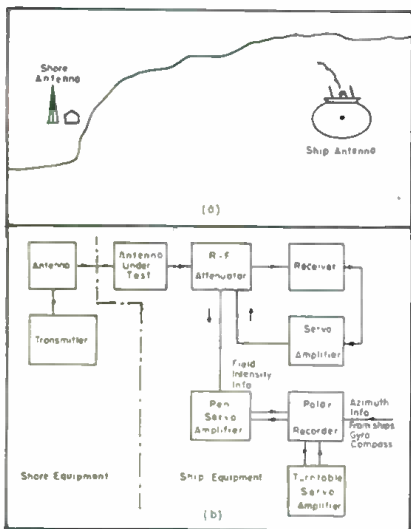 Shore
Antenna
Ship Antenna
(a)
Antenna
Antenna
Under
Test
R-F
Attenuator
Receiver
Transmitter
Servo
Amplifier
Field
Intensity
Info
Pen
Servo
Amplifier
Polar
Recorder
Azimuth
Info
From ships
Gyro
Compass
Shore Equipment
Ship Equipment
Turntable
Servo
Amplifier
(b)